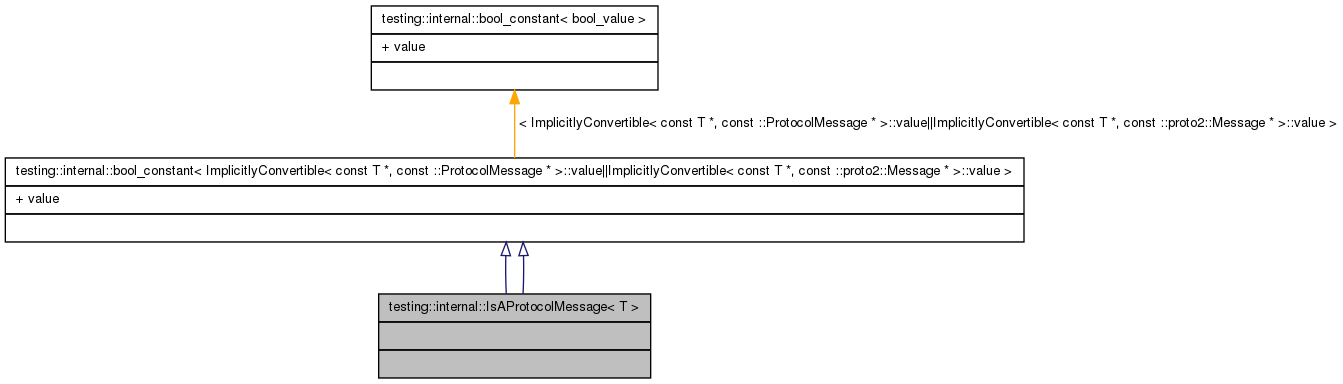 testing::internal::bool_constant< bool_value >
+ value
< ImplicitlyConvertible< const T *, const ::ProtocolMessage * >::value||ImplicitlyConvertible< const T *, const ::proto2::Message * >::value >
testing::internal::bool_constant< ImplicitlyConvertible< const T *, const ::ProtocolMessage * >::value||ImplicitlyConvertible< const T *, const ::proto2::Message * >::value >
+ value
testing::internal::IsAProtocolMessage< T >